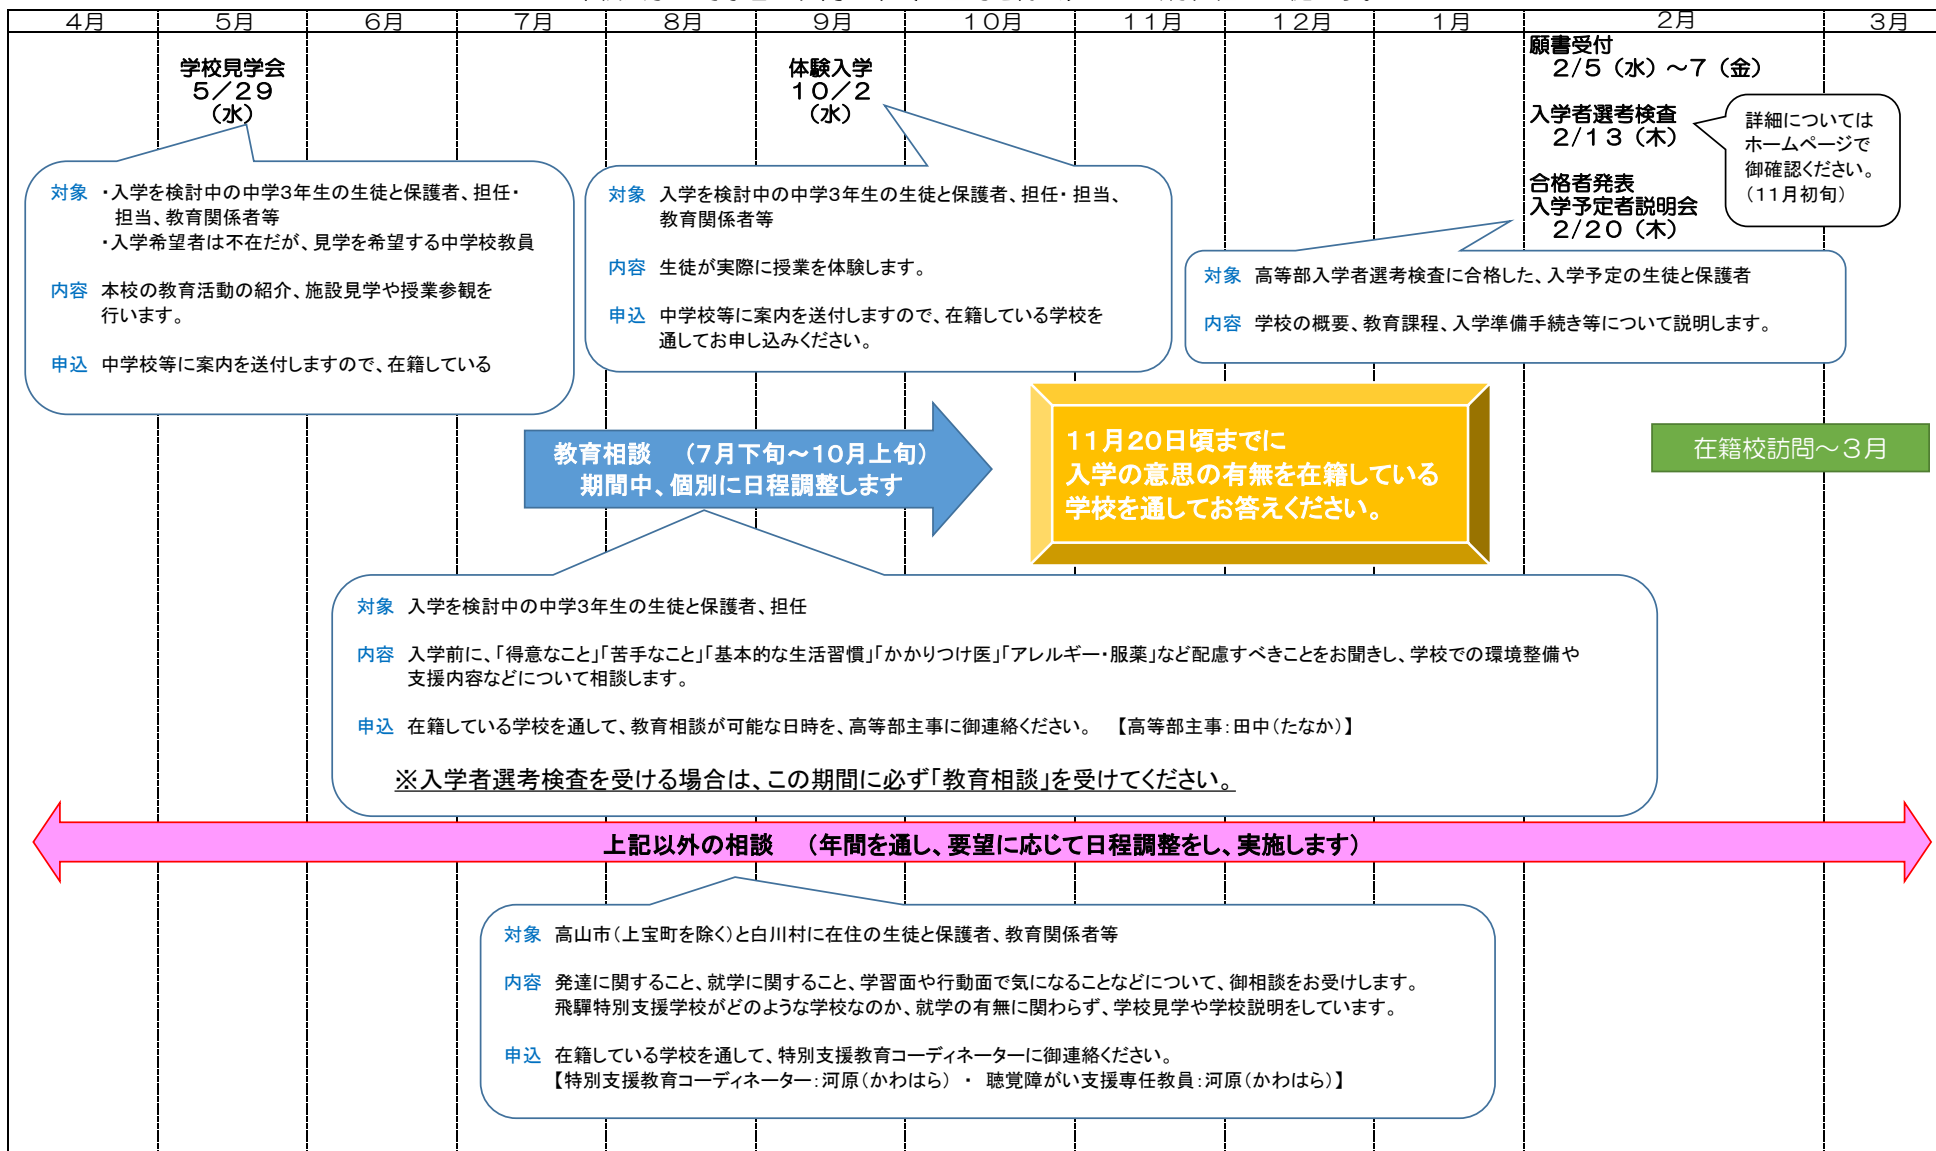 4月
5月
6月
7月
8月
9月
10月
11月
12月
1月
2月
3月
学校見学会
5/29
（水）
体験入学
10/2
（水）
願書受付
2/5（水）～7（金）
入学者選考検査
2/13（木）
合格者発表
入学予定者説明会
2/20（木）
詳細については
ホームページで
御確認ください。
（11月初旬）
対象 ・入学を検討中の中学3年生の生徒と保護者、担任・
担当、教育関係者等
・入学希望者は不在だが、見学を希望する中学校教員
内容 本校の教育活動の紹介、施設見学や授業参観を
行います。
申込 中学校等に案内を送付しますので、在籍している
対象 入学を検討中の中学3年生の生徒と保護者、担任・担当、
教育関係者等
内容 生徒が実際に授業を体験します。
申込 中学校等に案内を送付しますので、在籍している学校を
通してお申し込みください。
対象 高等部入学者選考検査に合格した、入学予定の生徒と保護者
内容 学校の概要、教育課程、入学準備手続き等について説明します。
教育相談 （7月下旬～10月上旬）
期間中、個別に日程調整します
11月20日頃までに
入学の意思の有無を在籍している
学校を通してお答えください。
在籍校訪問～3月
対象 入学を検討中の中学3年生の生徒と保護者、担任
内容 入学前に、「得意なこと」「苦手なこと」「基本的な生活習慣」「かかりつけ医」「アレルギー・服薬」など配慮すべきことをお聞きし、学校での環境整備や
支援内容などについて相談します。
申込 在籍している学校を通して、教育相談が可能な日時を、高等部主事に御連絡ください。 【高等部主事：田中（たなか）】
※入学者選考検査を受ける場合は、この期間に必ず「教育相談」を受けてください。
上記以外の相談 （年間を通し、要望に応じて日程調整をし、実施します）
対象 高山市（上宝町を除く）と白川村に在住の生徒と保護者、教育関係者等
内容 発達に関すること、就学に関すること、学習面や行動面で気になることなどについて、御相談をお受けします。
飛騨特別支援学校がどのような学校なのか、就学の有無に関わらず、学校見学や学校説明をしています。
申込 在籍している学校を通して、特別支援教育コーディネーターに御連絡ください。
【特別支援教育コーディネーター：河原（かわはら） ・ 聴覚障がい支援専任教員：河原（かわはら）】